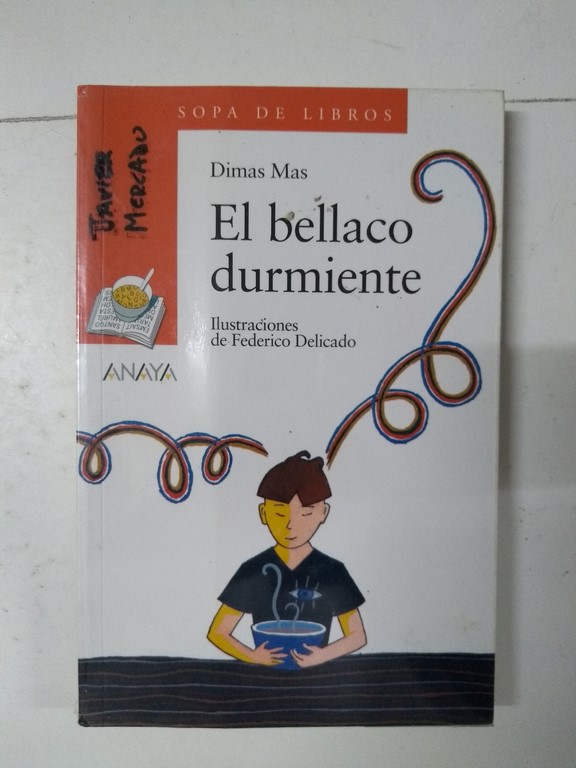 SOPA DE LIBROS
JAVIER
MERCADO
Dimas Mas
El bellaco
durmiente
Ilustraciones
de Federico Delicado
ANAYA